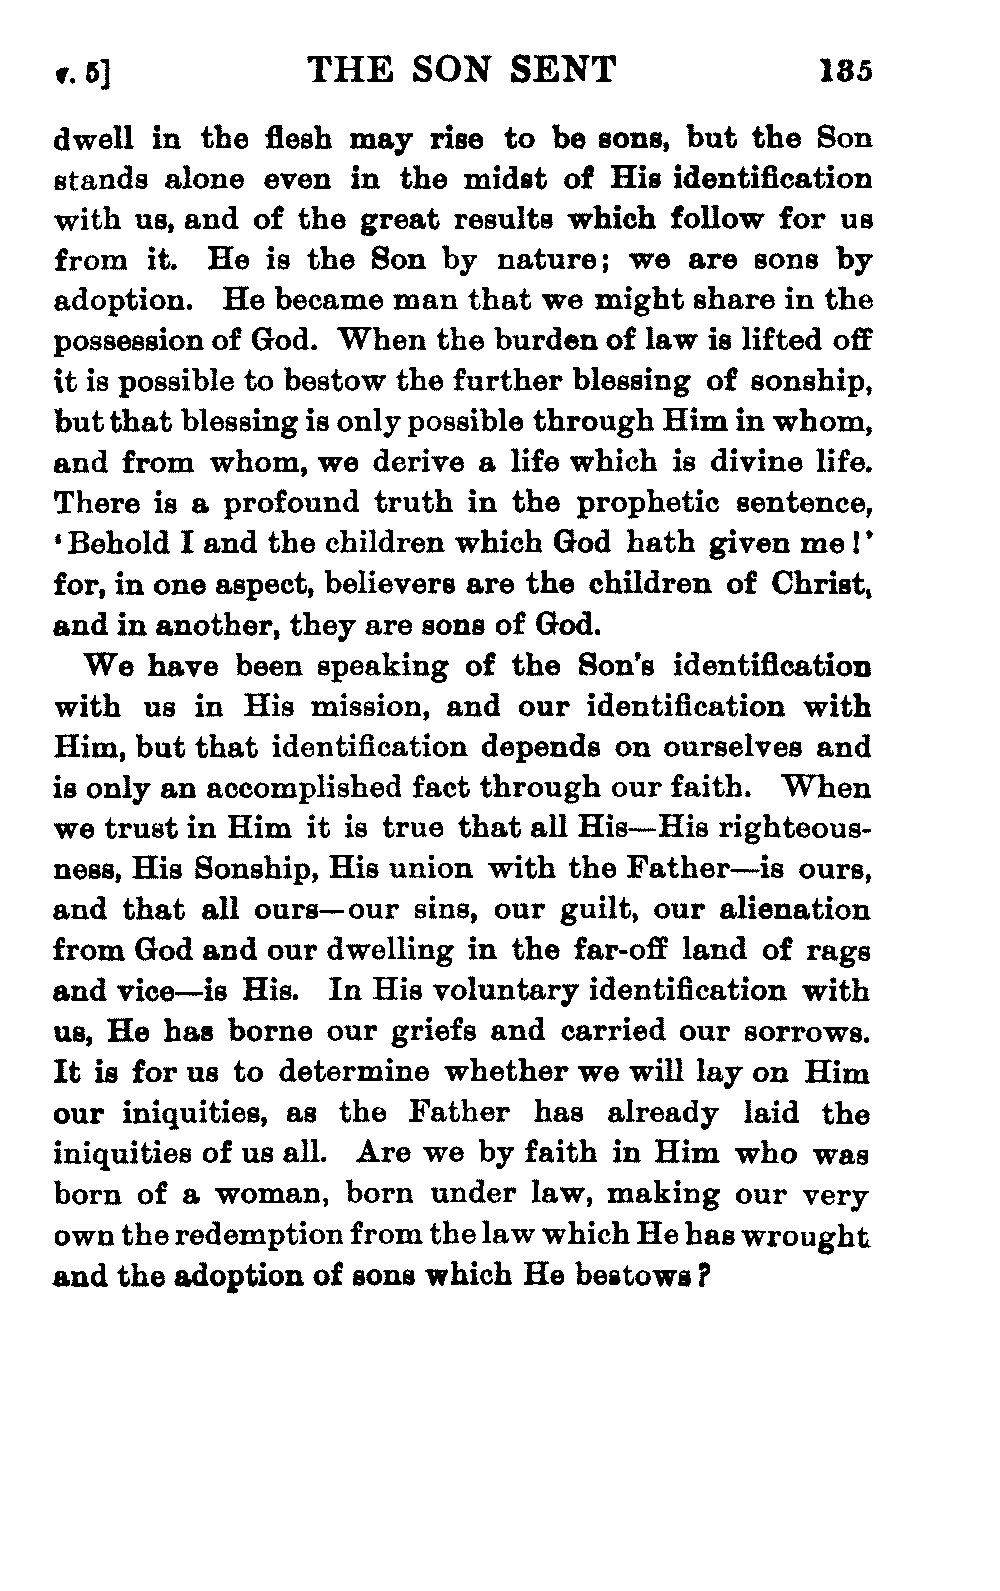 v. 5] THE SON SENT 135
dwell in the flesh may rise to be sons, but the Son
stands alone even in the midst of His identification
with us, and of the great results which follow for us
from it. He is the Son by nature; we are sons by
adoption. He became man that we might share in the
possession of God. When the burden of law is lifted off
it is possible to bestow the further blessing of sonship,
but that blessing is only possible through Him in whom,
and from whom, we derive a life which is divine life.
There is a profound truth in the prophetic sentence,
‘Behold I and the children which God hath given me!’
for, in one aspect, believers are the children of Christ,
and in another, they are sons of God.
We have been speaking of the Son's identification
with us in His mission, and our identification with
Him, but that identification depends on ourselves and
is only an accomplished fact through our faith. When
we trust in Him it is true that all His—His righteous-
ness, His Sonship, His union with the Father—is ours,
and that all ours—our sins, our guilt, our alienation
from God and our dwelling in the far-off land of rags
and vice—is His. In His voluntary identification with
us, He has borne our griefs and carried our sorrows.
It is for us to determine whether we will lay on Him
our iniquities, as the Father has already laid the
iniquities of us all. Are we by faith in Him who was
born of a woman, born under law, making our very
own the redemption from the law which He has wrought
and the adoption of sons which He bestows?